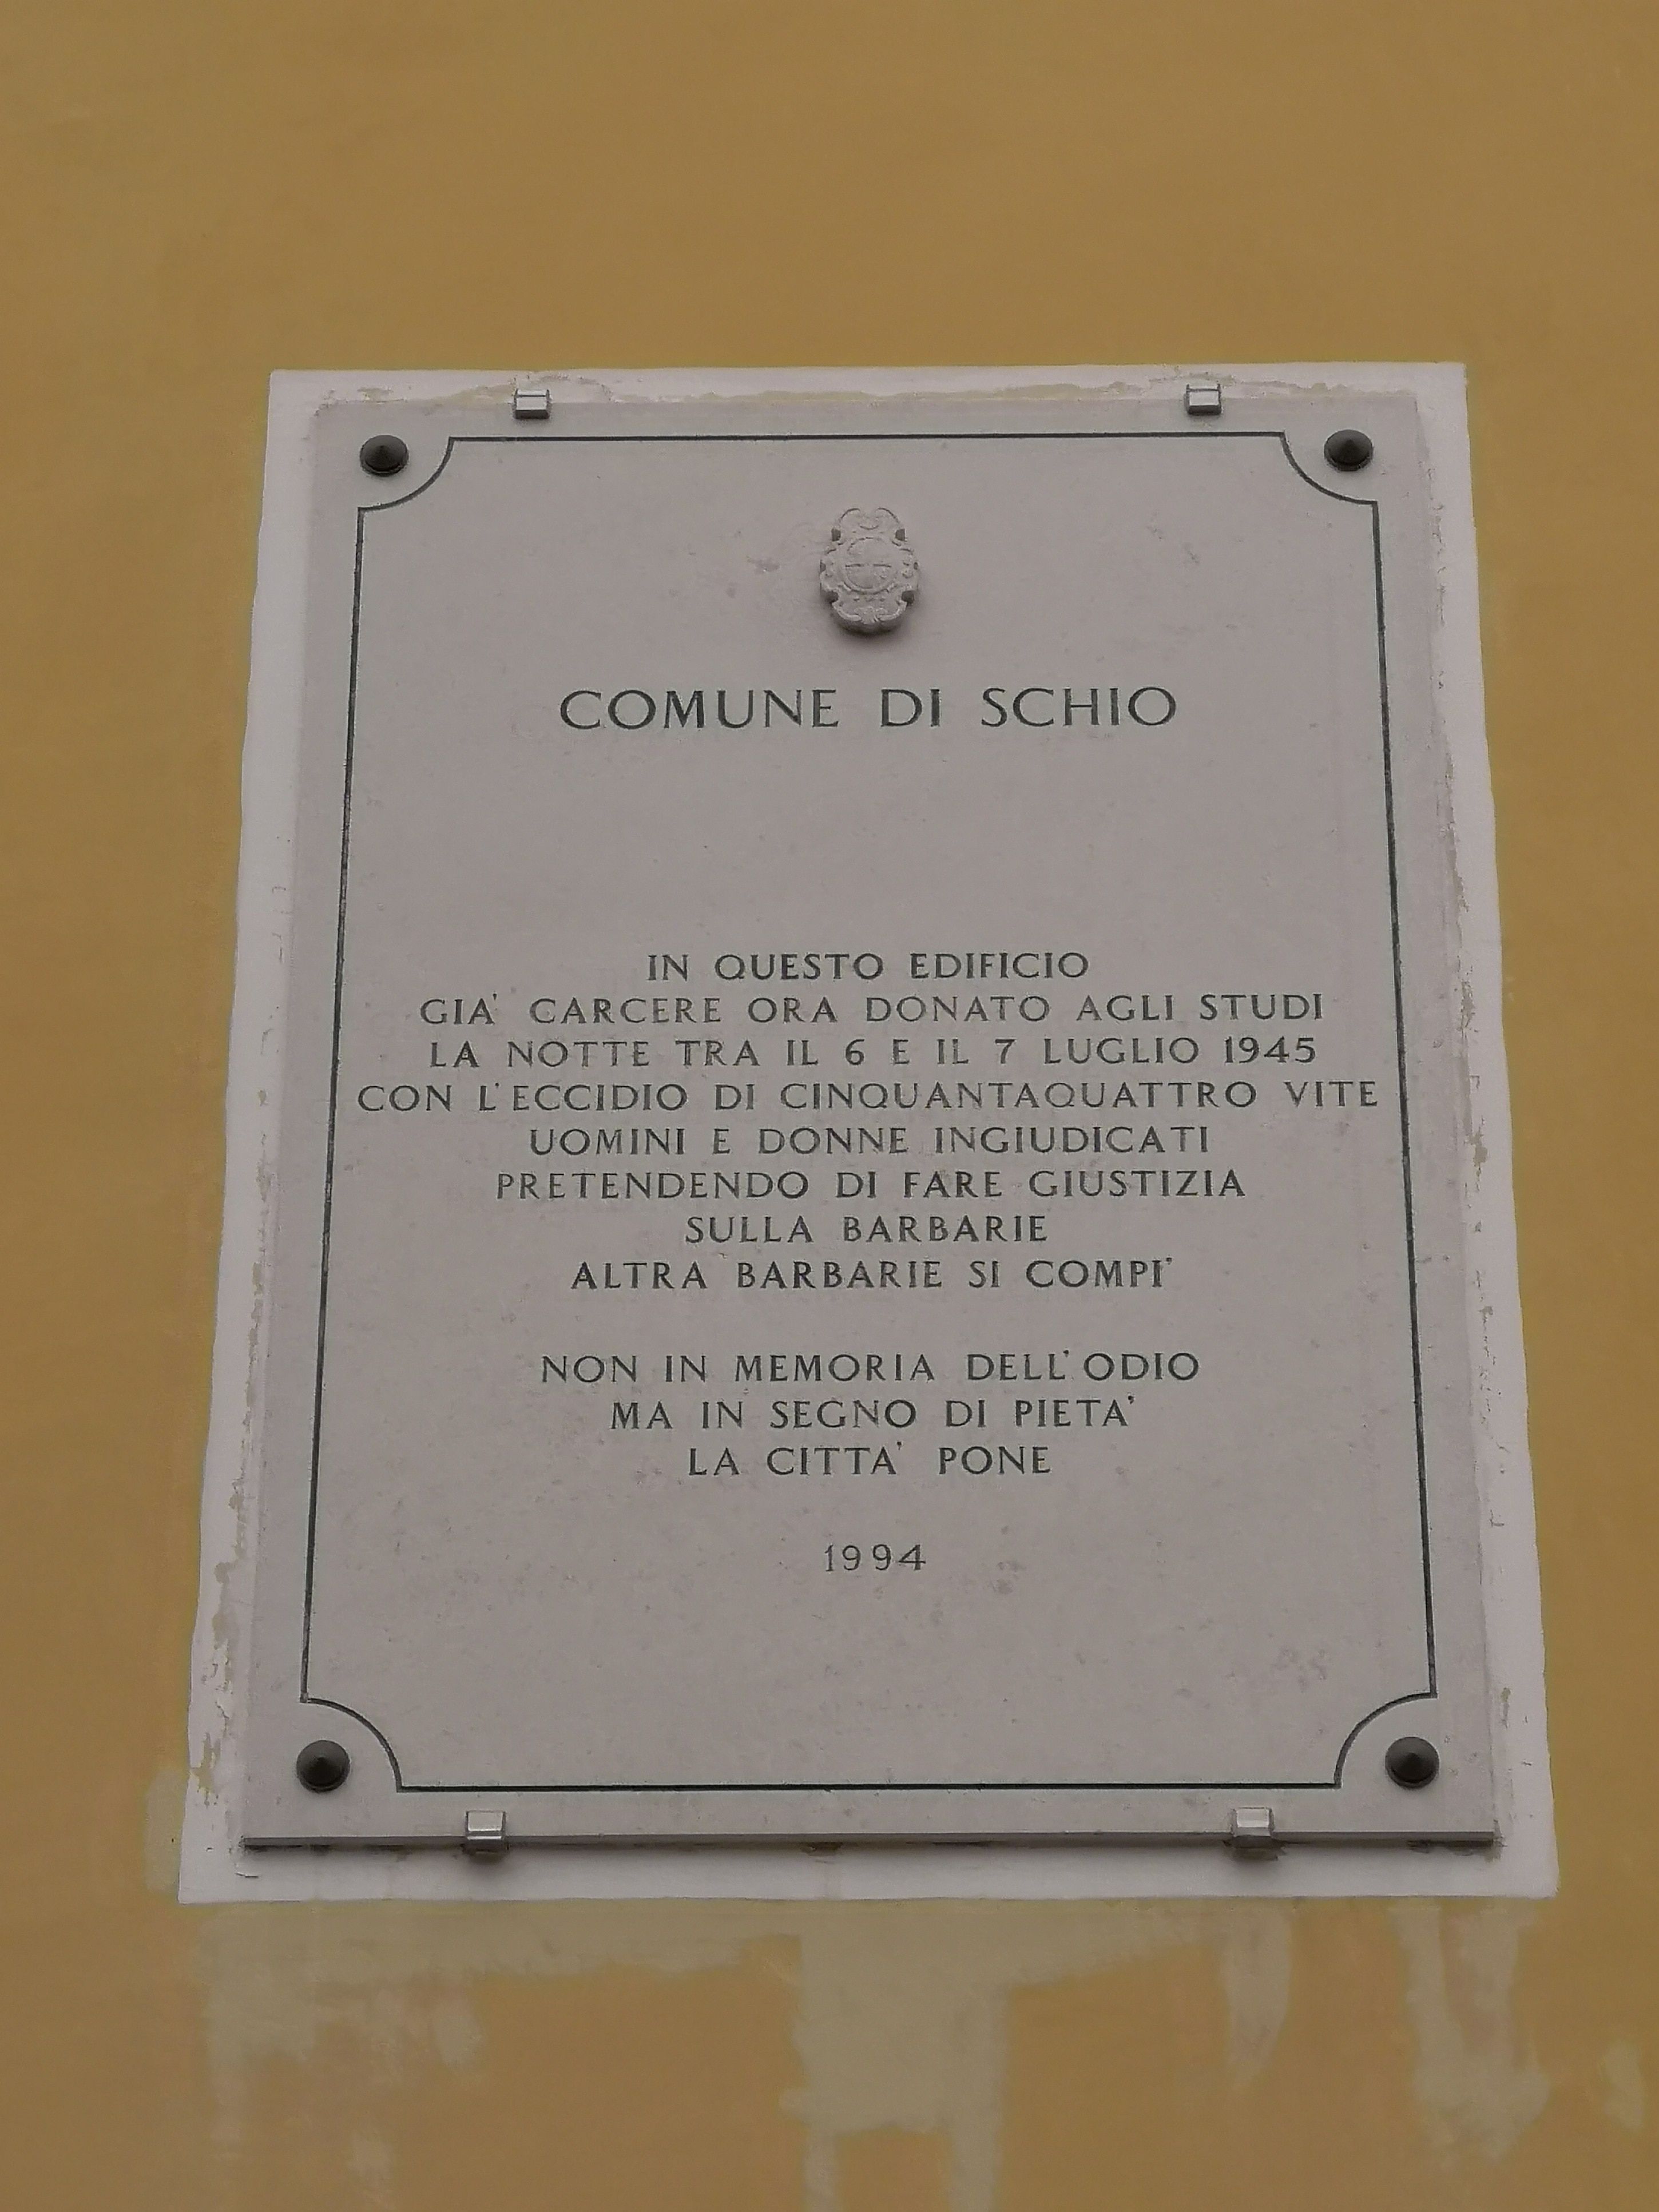 COMUNE DI SCHIO
IN QUESTO EDIFICIO
GIA' CARCERE ORA DONATO AGLI STUDI
LA NOTTE TRA IL 6 E IL 7 LUGLIO 1945
CON L'ECCIDIO DI CINQUANTAQUATTRO VITE
UOMINI E DONNE INGIUDICATI
PRETENDENDO DI FARE GIUSTIZIA
SULLA BARBARIE
ALTRA BARBARIE SI COMPI'
NON IN MEMORIA DELL'ODIO
MA IN SEGNO DI PIETA'
LA CITTA' PONE
1994